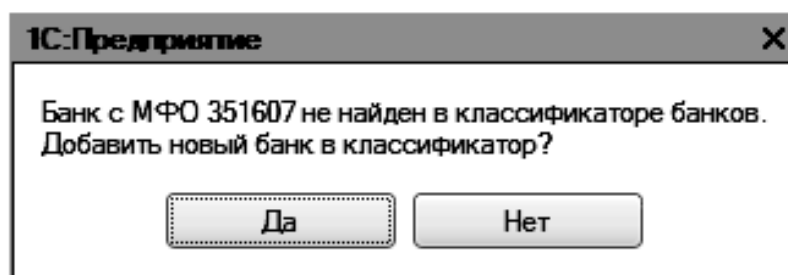 1С:Предприятие
Банк с МФО 351607 не найден в классификаторе банков.
Добавить новый банк в классификатор?
Да Нет